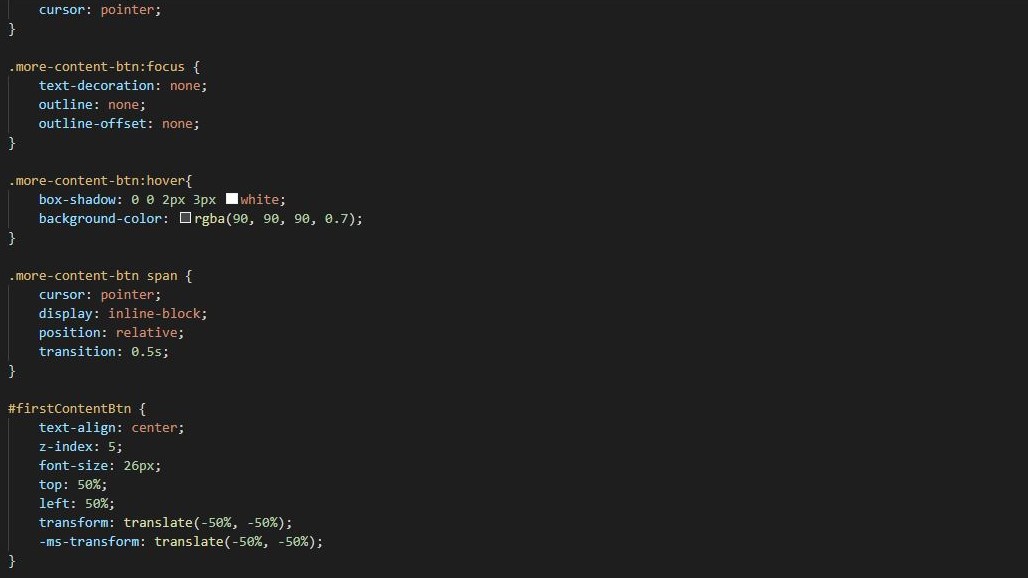 cursor: pointer;
}

.more-content-btn:focus {
    text-decoration: none;
    outline: none;
    outline-offset: none;
}

.more-content-btn:hover{
    box-shadow: 0 0 2px 3px white;
    background-color: rgba(90, 90, 90, 0.7);
}

.more-content-btn span {
    cursor: pointer;
    display: inline-block;
    position: relative;
    transition: 0.5s;
}

#firstContentBtn {
    text-align: center;
    z-index: 5;
    font-size: 26px;
    top: 50%;
    left: 50%;
    transform: translate(-50%, -50%);
    -ms-transform: translate(-50%, -50%);
}